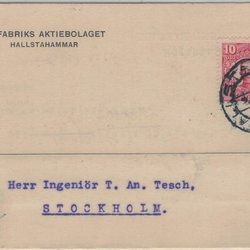 FABRIKS AKTIEBOLAGET
HALLSTAHAMMAR
10
Herr Ingeniör T. An. Tesch,
STOCKHOLM.